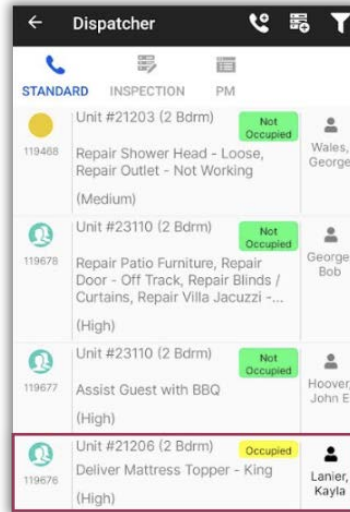 Dispatcher
STANDARD INSPECTION PM
Unit #21203 (2 Bdrm)
Not
Occupied
119468
Repair Shower Head - Loose,
Repair Outlet - Not Working
(Medium)
Wales,
George
Unit #23110 (2 Bdrm)
Not
Occupied
119678
Repair Patio Furniture, Repair
Door - Off Track, Repair Blinds /
Curtains, Repair Villa Jacuzzi -...
(High)
George
Bob
Unit #23110 (2 Bdrm)
Not
Occupied
119677
Assist Guest with BBQ
(High)
Hoover,
John E
Unit #21206 (2 Bdrm)
Occupied
119676
Deliver Mattress Topper - King
(High)
Lanier,
Kayla